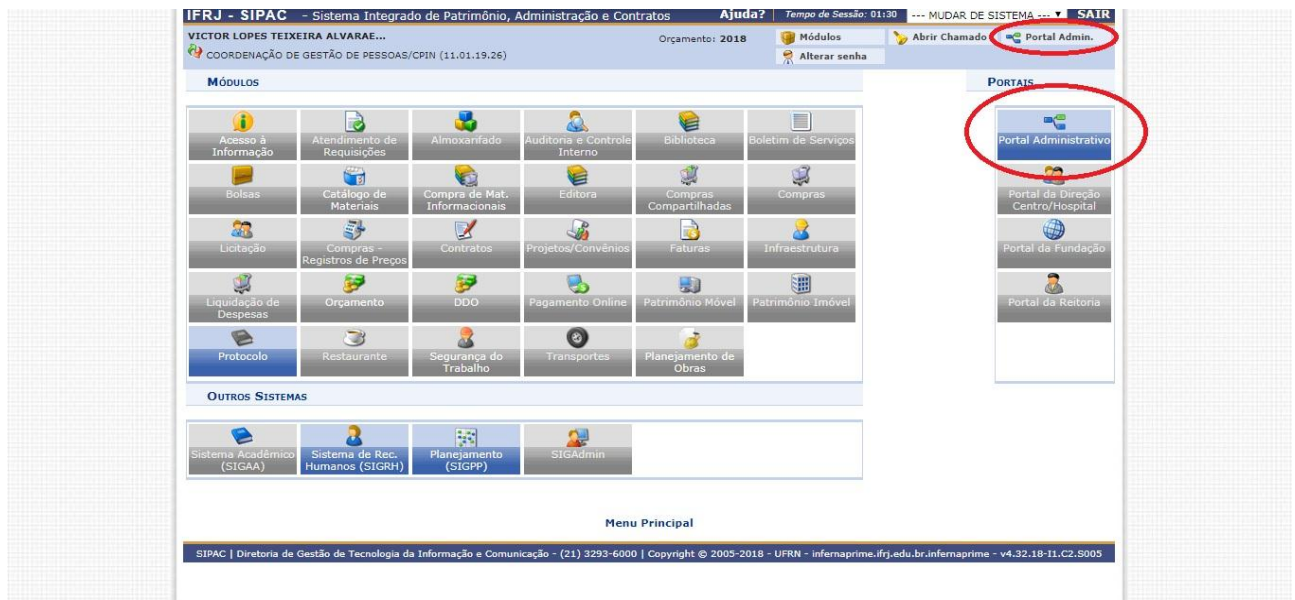 IFRJ - SIPAC - Sistema Integrado de Patrimônio, Administração e Contratos Ajuda? Tempo de Sessão: 01:30 --- MUDAR DE SISTEMA --- SAIR
VICTOR LOPES TEIXEIRA ALVARAE... Orçamento: 2018 Módulos Abrir Chamado Portal Admin.
COORDENAÇÃO DE GESTÃO DE PESSOAS/CPIN (11.01.19.26) Alterar senha
MÓDULOS PORTAIS
Acesso à Informação
Atendimento de Requisições
Almoxarifado
Auditoria e Controle Interno
Biblioteca
Boletim de Serviços
Portal Administrativo
Bolsas
Catálogo de Materiais
Compra de Mat. Informacionais
Editora
Compras Compartilhadas
Compras
Portal da Direção Centro/Hospital
Licitação
Compras - Registros de Preços
Contratos
Projetos/Convênios
Faturas
Infraestrutura
Portal da Fundação
Liquidação de Despesas
Orçamento
DDO
Pagamento Online
Patrimônio Móvel
Patrimônio Imóvel
Portal da Reitoria
Protocolo
Restaurante
Segurança do Trabalho
Transportes
Planejamento de Obras
OUTROS SISTEMAS
Sistema Acadêmico (SIGAA)
Sistema de Rec. Humanos (SIGRH)
Planejamento (SIGPP)
SIGAdmin
Menu Principal
SIPAC | Diretoria de Gestão de Tecnologia da Informação e Comunicação - (21) 3293-6000 | Copyright © 2005-2018 - UFRN - infernaprime.ifrj.edu.br.infernaprime - v4.32.18-I1.C2.S005